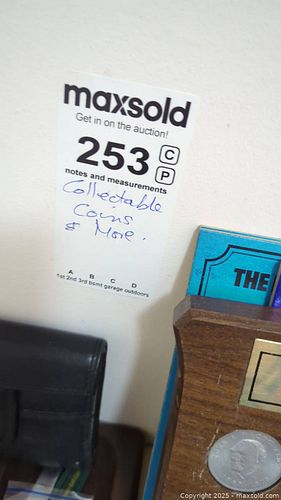 maxsold
Get in on the auction!
253 C
P
notes and measurements
Collectable
Coins
& More.
A B C D
1st 2nd 3rd bsmt garage outdoors
THE
Copyright 2025 - maxsold.com